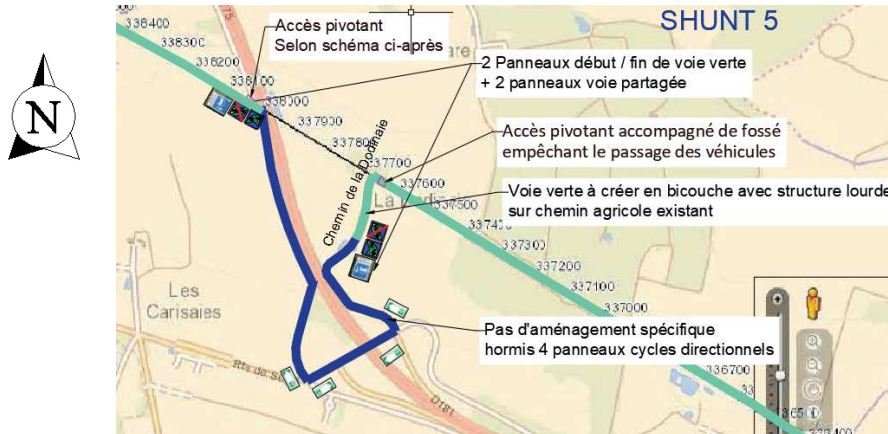 SHUNT 5
Accès pivotant
Selon schéma ci-après
2 Panneaux début / fin de voie verte
+ 2 panneaux voie partagée
Accès pivotant accompagné de fossé
empêchant le passage des véhicules
Voie verte à créer en bicouche avec structure lourde
sur chemin agricole existant
Pas d'aménagement spécifique
hormis 4 panneaux cycles directionnels
N
338400
338300
338200
338100
338000
337900
337800
337700
337600
337500
337300
337200
337100
337000
336700
Chemin de la Dodinaie
Les
Carisaies
D181